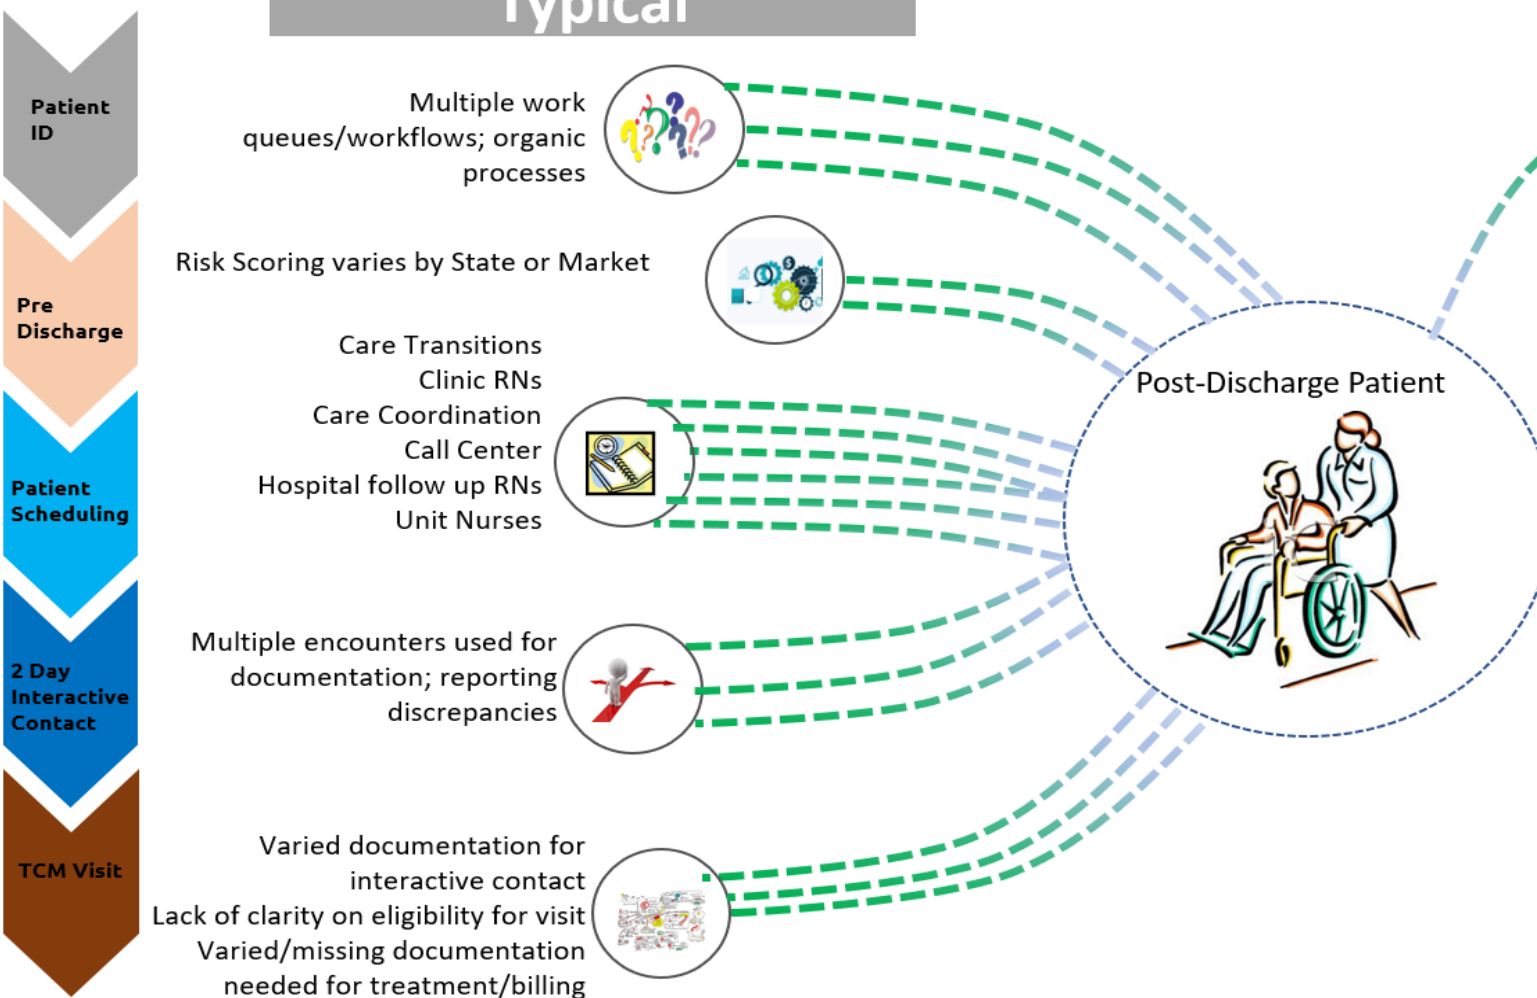 Typical
Patient
ID
Multiple work
queues/workflows; organic
processes
Pre
Discharge
Risk Scoring varies by State or Market
Patient
Scheduling
Care Transitions
Clinic RNs
Care Coordination
Call Center
Hospital follow up RNs
Unit Nurses
Post-Discharge Patient
2 Day
Interactive
Contact
Multiple encounters used for
documentation; reporting
discrepancies
TCM Visit
Varied documentation for
interactive contact
Lack of clarity on eligibility for visit
Varied/missing documentation
needed for treatment/billing